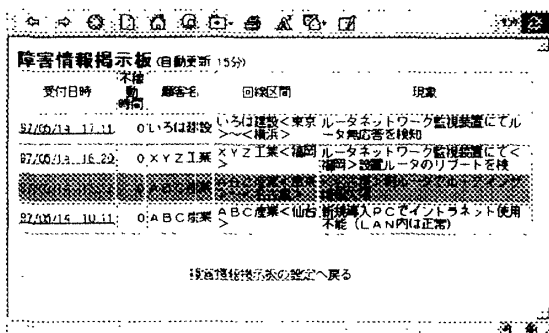 障害情報掲示板 (自動更新 15分)
受付日時 不稼動時間 顧客名 回線区間 現象
97/05/14 17:11 0 いろは建設 いろは建設<東京>~<横浜> ルータネットワーク監視装置にてルータ無応答を検知
97/05/14 16:20 0 XYZ工業 XYZ工業<福岡> ルータネットワーク監視装置にて<福岡>設置ルータのリブートを検
97/05/14 10:11 0 ABC産業 ABC産業<仙台> 新規導入PCでイントラネット使用不能 (LAN内は正常)
障害情報掲示板の設定へ戻る